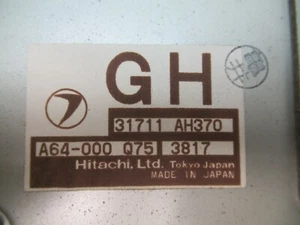 GH
31711 AH370
A64-000 Q75 3817
Hitachi, Ltd. Tokyo Japan
MADE IN JAPAN